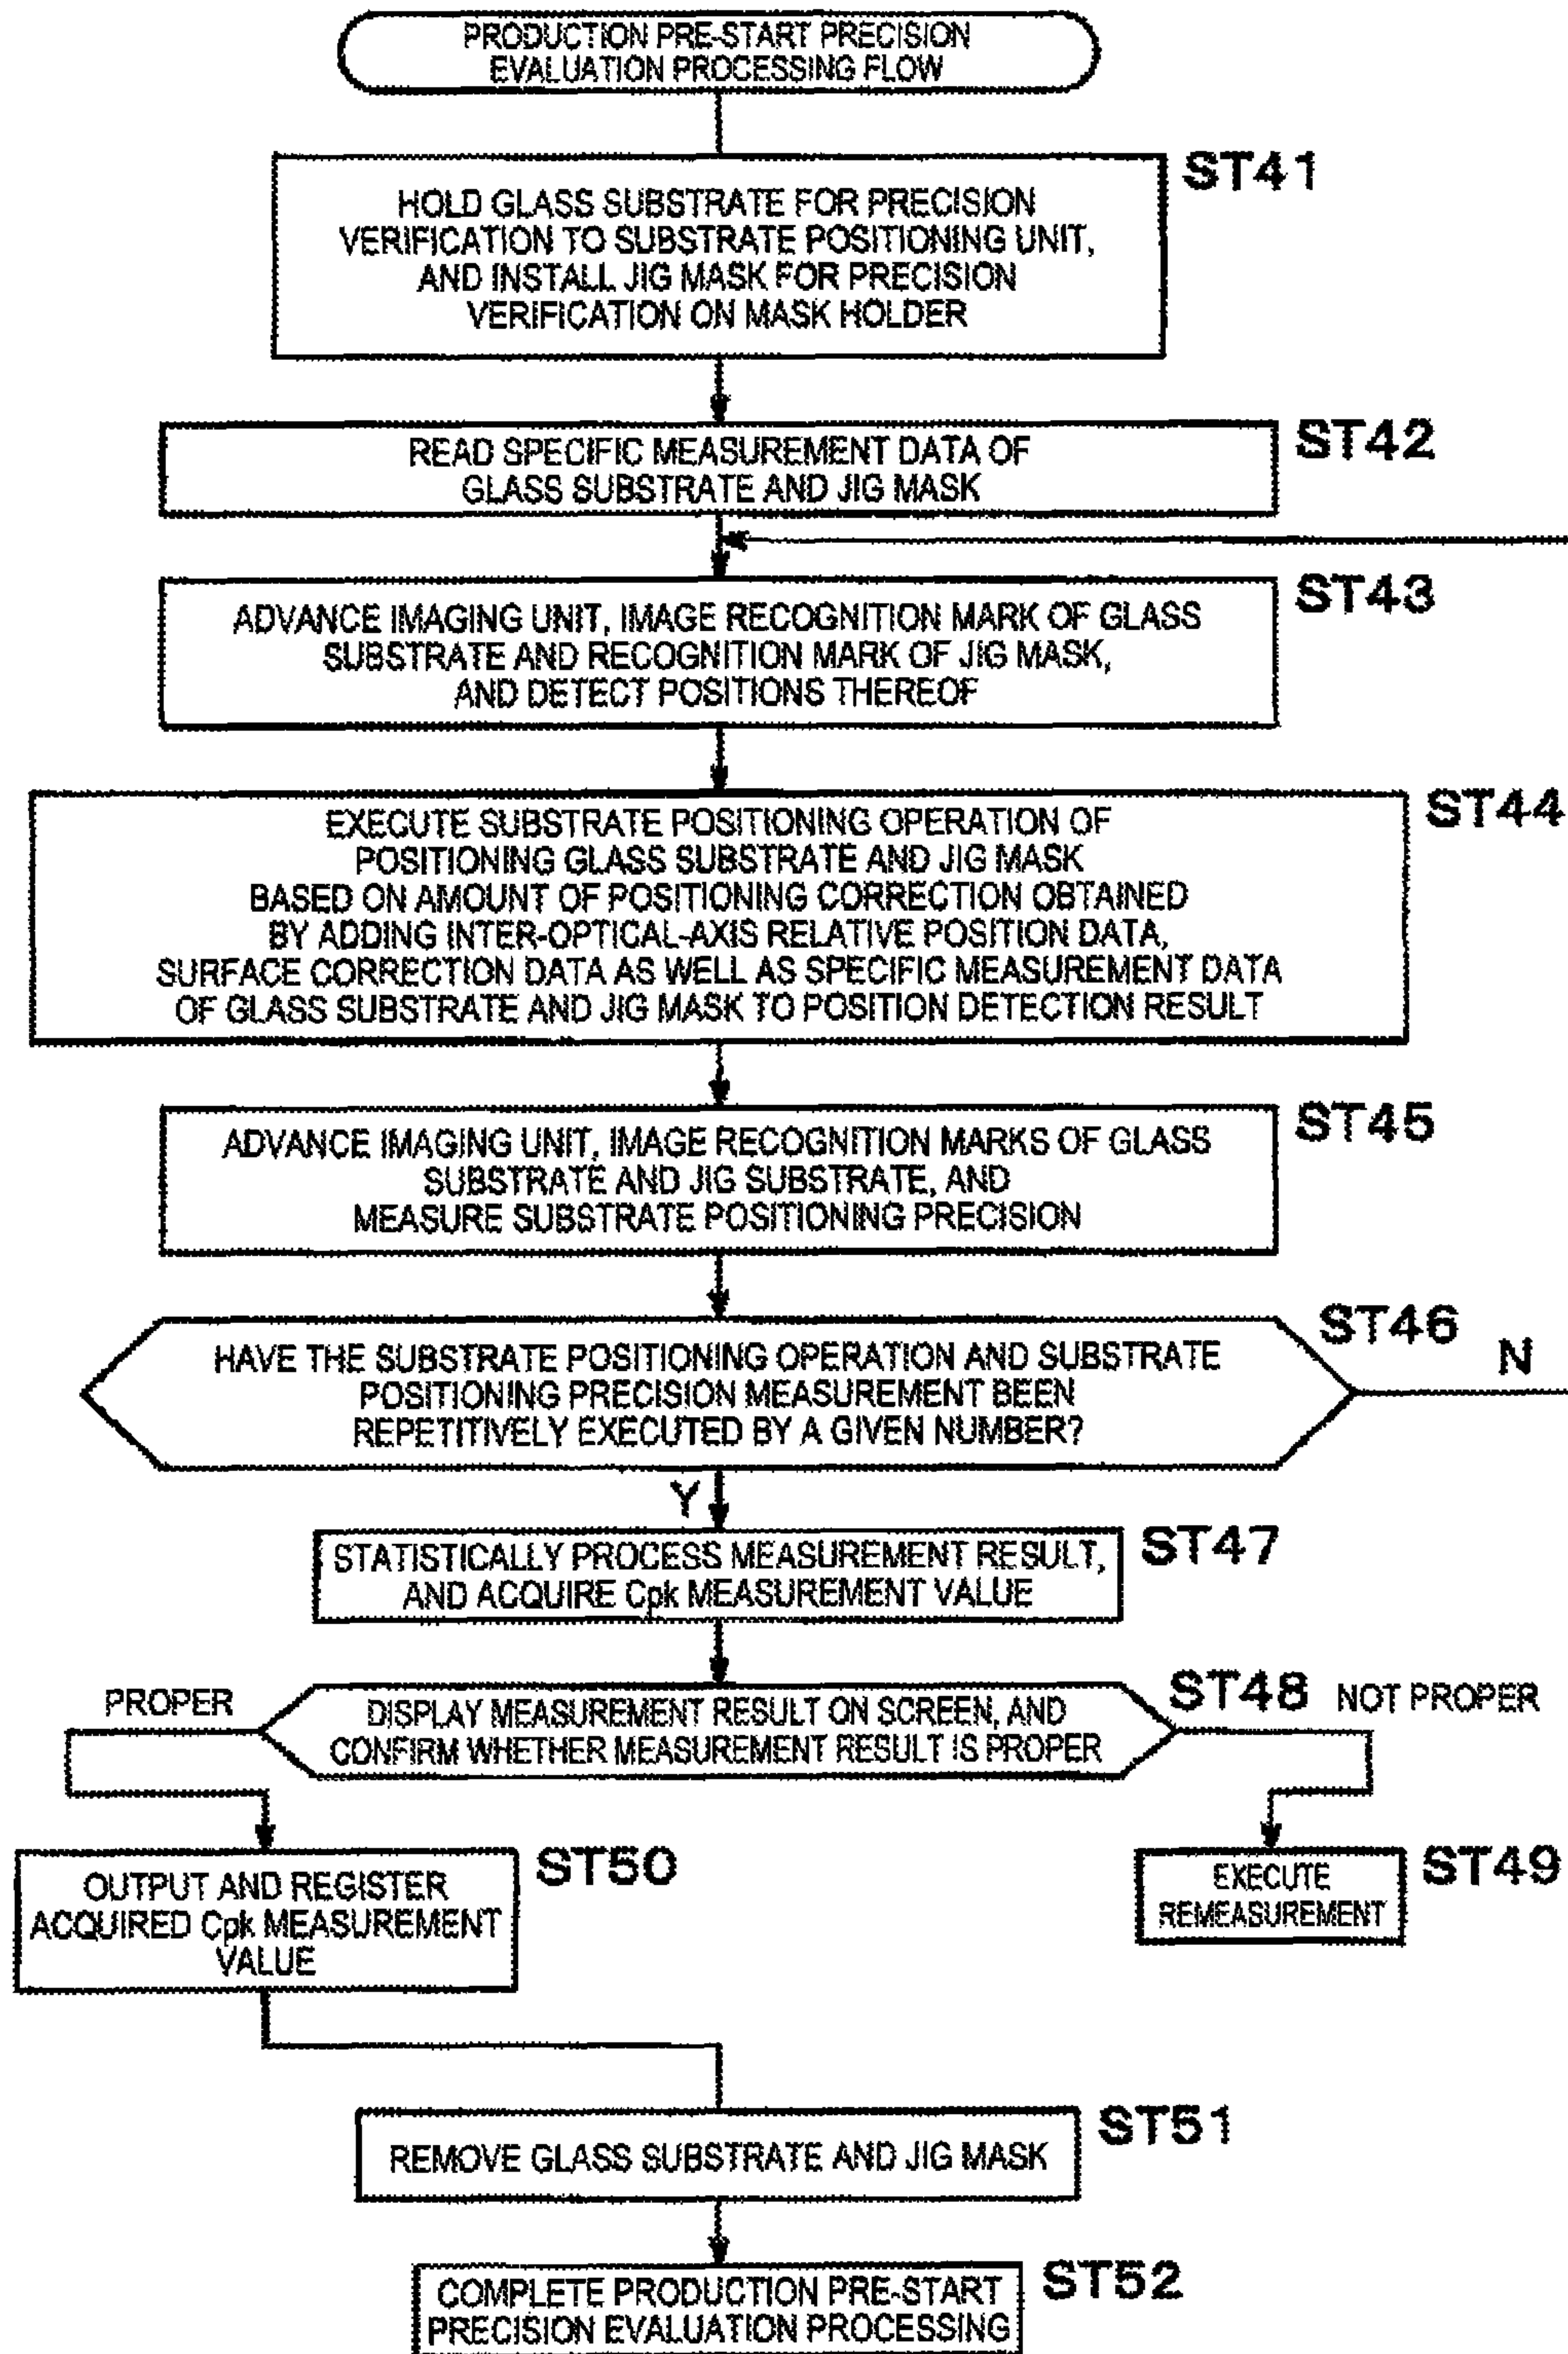 PRODUCTION PRE-START PRECISION
EVALUATION PROCESSING FLOW
ST41
HOLD GLASS SUBSTRATE FOR PRECISION
VERIFICATION TO SUBSTRATE POSITIONING UNIT,
AND INSTALL JIG MASK FOR PRECISION
VERIFICATION ON MASK HOLDER
ST42
READ SPECIFIC MEASUREMENT DATA OF
GLASS SUBSTRATE AND JIG MASK
ST43
ADVANCE IMAGING UNIT, IMAGE RECOGNITION MARK OF GLASS
SUBSTRATE AND RECOGNITION MARK OF JIG MASK,
AND DETECT POSITIONS THEREOF
ST44
EXECUTE SUBSTRATE POSITIONING OPERATION OF
POSITIONING GLASS SUBSTRATE AND JIG MASK
BASED ON AMOUNT OF POSITIONING CORRECTION OBTAINED
BY ADDING INTER-OPTICAL-AXIS RELATIVE POSITION DATA,
SURFACE CORRECTION DATA AS WELL AS SPECIFIC MEASUREMENT DATA
OF GLASS SUBSTRATE AND JIG MASK TO POSITION DETECTION RESULT
ST45
ADVANCE IMAGING UNIT, IMAGE RECOGNITION MARKS OF GLASS
SUBSTRATE AND JIG SUBSTRATE, AND
MEASURE SUBSTRATE POSITIONING PRECISION
ST46
N
HAVE THE SUBSTRATE POSITIONING OPERATION AND SUBSTRATE
POSITIONING PRECISION MEASUREMENT BEEN
REPETITIVELY EXECUTED BY A GIVEN NUMBER?
Y
ST47
STATISTICALLY PROCESS MEASUREMENT RESULT,
AND ACQUIRE Cpk MEASUREMENT VALUE
PROPER
ST48 NOT PROPER
DISPLAY MEASUREMENT RESULT ON SCREEN, AND
CONFIRM WHETHER MEASUREMENT RESULT IS PROPER
ST50
OUTPUT AND REGISTER
ACQUIRED Cpk MEASUREMENT
VALUE
ST49
EXECUTE
REMEASUREMENT
ST51
REMOVE GLASS SUBSTRATE AND JIG MASK
ST52
COMPLETE PRODUCTION PRE-START
PRECISION EVALUATION PROCESSING